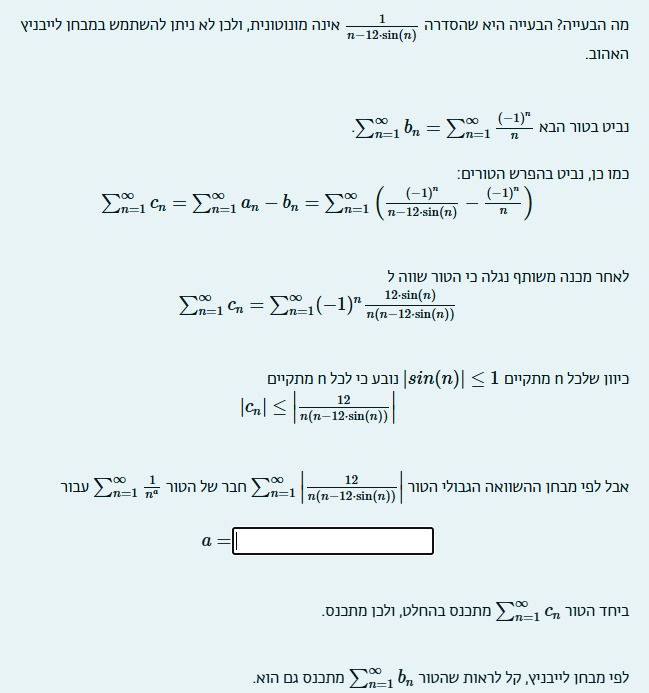 מה הבעייה? הבעייה היא שהסדרה $\frac{1}{n-12\cdot\sin(n)}$ אינה מונוטונית, ולכן לא ניתן להשתמש במבחן לייבניץ
האהוב.
נביט בטור הבא $\sum_{n=1}^{\infty} b_n = \sum_{n=1}^{\infty} \frac{(-1)^n}{n}$.
כמו כן, נביט בהפרש הטורים:
$\sum_{n=1}^{\infty} c_n = \sum_{n=1}^{\infty} a_n - b_n = \sum_{n=1}^{\infty} \left( \frac{(-1)^n}{n-12\cdot\sin(n)} - \frac{(-1)^n}{n} \right)$
לאחר מכנה משותף נגלה כי הטור שווה ל
$\sum_{n=1}^{\infty} c_n = \sum_{n=1}^{\infty} (-1)^n \frac{12\cdot\sin(n)}{n(n-12\cdot\sin(n))}$
כיוון שלכל n מתקיים $|sin(n)| \leq 1$ נובע כי לכל n מתקיים
$|c_n| \leq \left| \frac{12}{n(n-12\cdot\sin(n))} \right|$
אבל לפי מבחן ההשוואה הגבולי הטור $\sum_{n=1}^{\infty} \left| \frac{12}{n(n-12\cdot\sin(n))} \right|$ חבר של הטור $\sum_{n=1}^{\infty} \frac{1}{n^a}$ עבור
$a =$
ביחד הטור $\sum_{n=1}^{\infty} c_n$ מתכנס בהחלט, ולכן מתכנס.
לפי מבחן לייבניץ, קל לראות שהטור $\sum_{n=1}^{\infty} b_n$ מתכנס גם הוא.